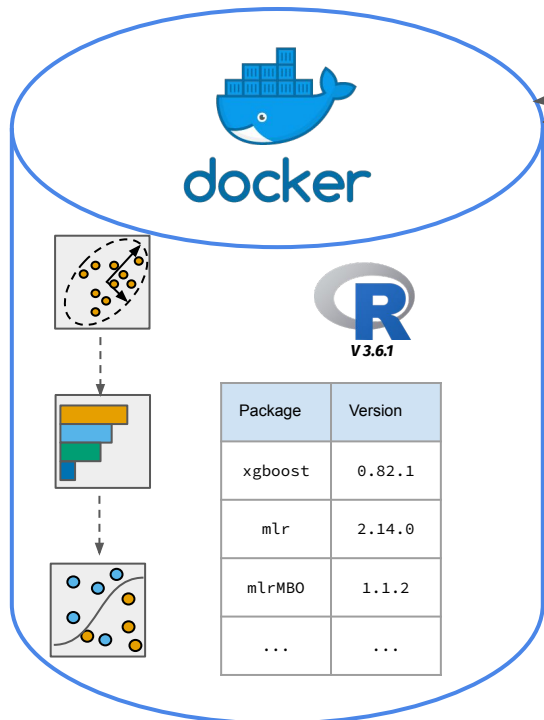 docker
R
V 3.6.1
Package Version
xgboost 0.82.1
mlr 2.14.0
mlrMBO 1.1.2
... ...